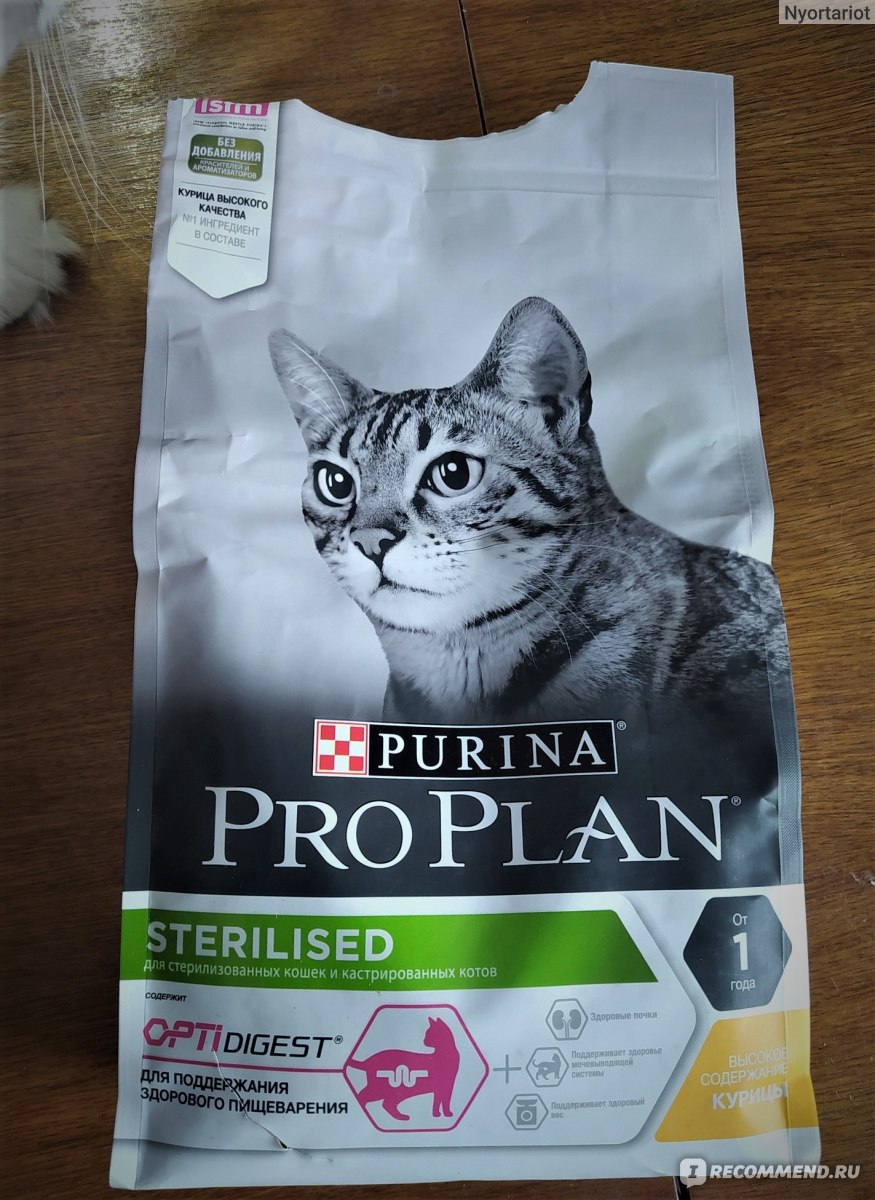 Nyortariot
isfm
БЕЗ
ДОБАВЛЕНИЯ
КРАСИТЕЛЕЙ И
АРОМАТИЗАТОРОВ
КУРИЦА ВЫСОКОГО
КАЧЕСТВА
№1 ИНГРЕДИЕНТ
В СОСТАВЕ
PURINA®
PRO PLAN®
STERILISED
для стерилизованных кошек и кастрированных котов
От
1
года
СОДЕРЖИТ
OPTIDIGEST®
ДЛЯ ПОДДЕРЖАНИЯ
ЗДОРОВОГО ПИЩЕВАРЕНИЯ
+
Здоровые почки
Поддерживает здоровье
мочевыводящей
системы
Поддерживает здоровый
вес
ВЫСОКОЕ
СОДЕРЖАНИЕ
КУРИЦЫ
IRECOMMEND.RU